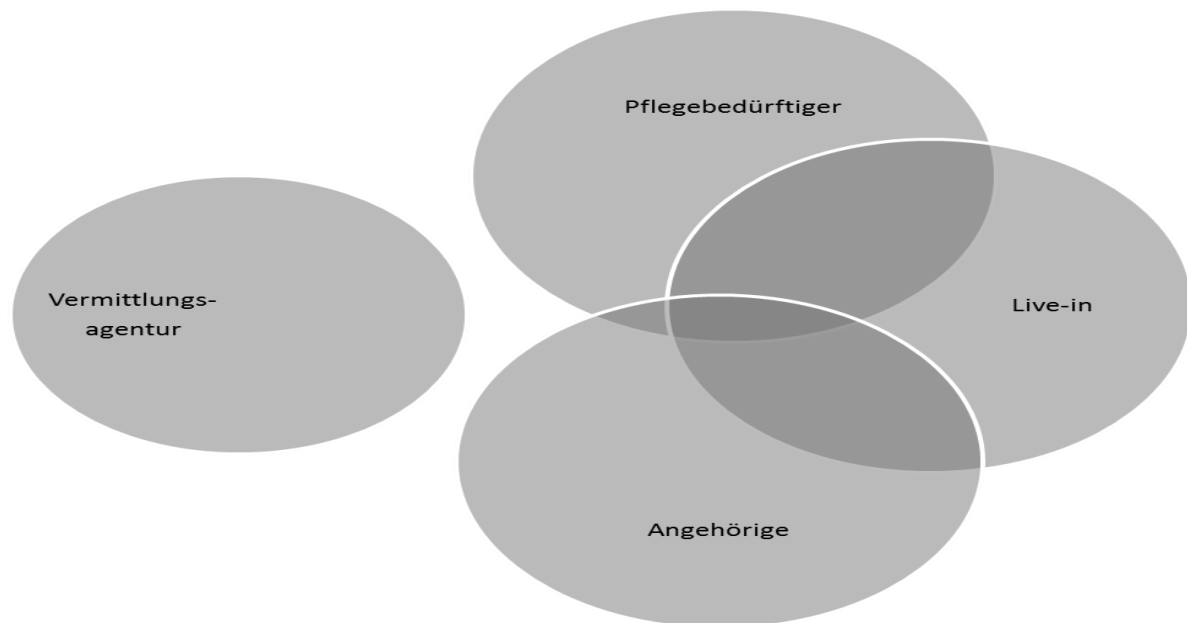 Pflegebedürftiger
Vermittlungs-
agentur
Live-in
Angehörige